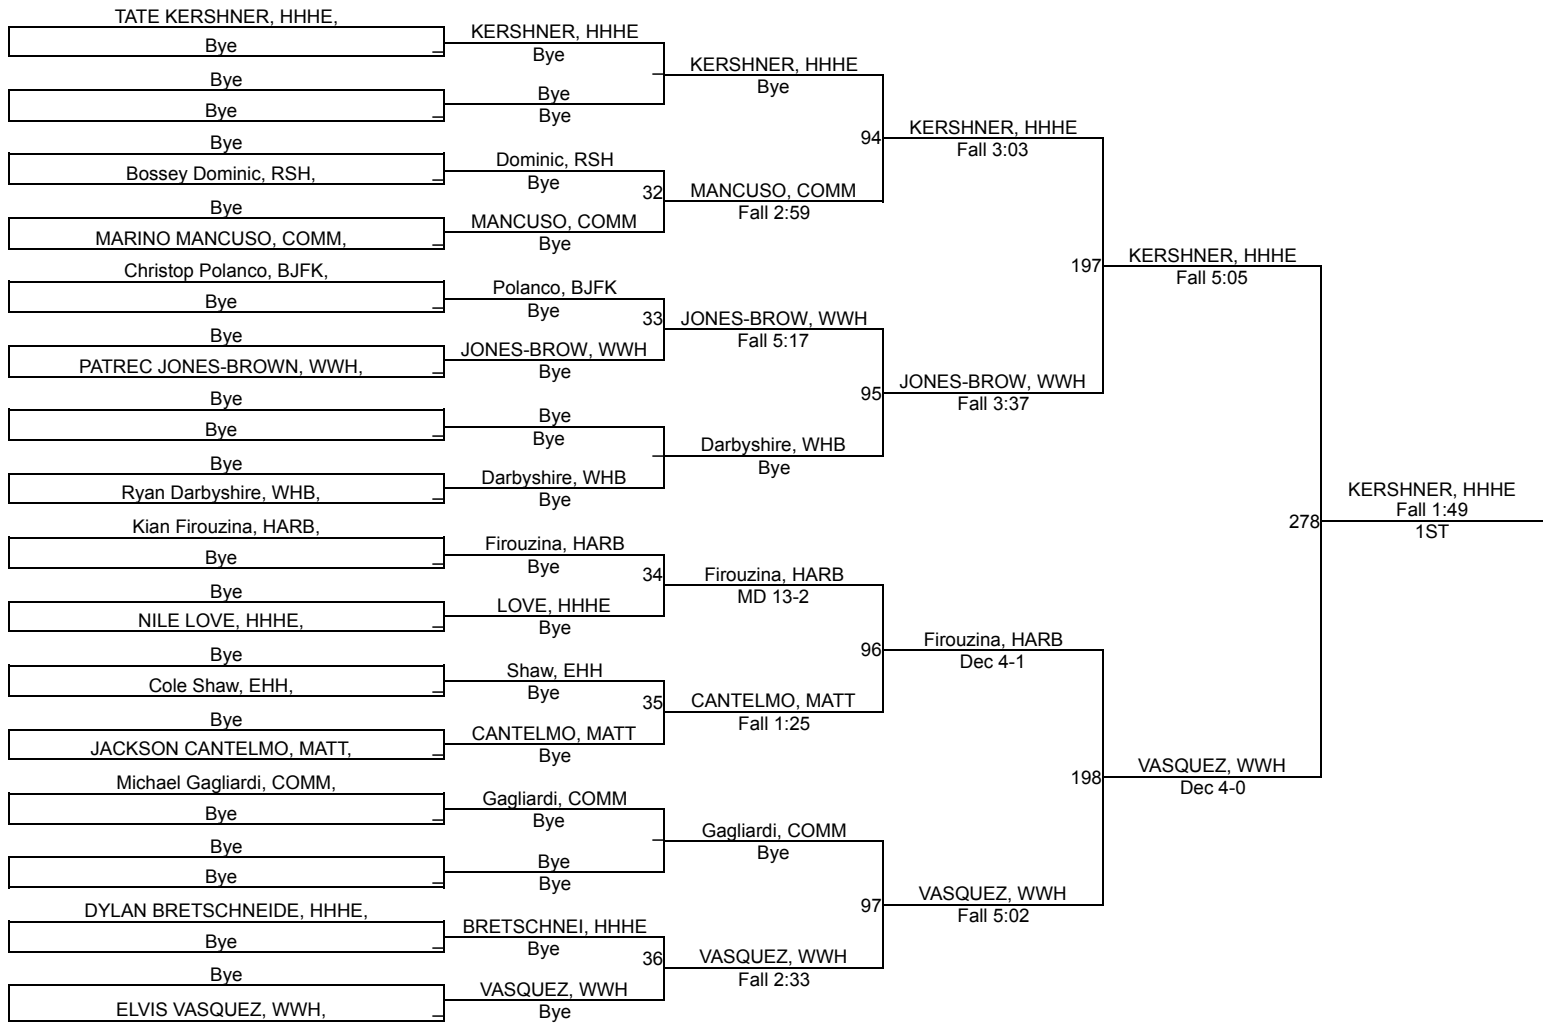 TATE KERSHNER, HHHE,
Bye
Bye
Bye
Bye
Bossey Dominic, RSH,
Bye
MARINO MANCUSO, COMM,
Christop Polanco, BJFK,
Bye
Bye
PATREC JONES-BROWN, WWH,
Bye
Bye
Bye
Ryan Darbyshire, WHB,
Kian Firouzina, HARB,
Bye
Bye
NILE LOVE, HHHE,
Bye
Cole Shaw, EHH,
Bye
JACKSON CANTELMO, MATT,
Michael Gagliardi, COMM,
Bye
Bye
Bye
DYLAN BRETSCHNEIDE, HHHE,
Bye
Bye
ELVIS VASQUEZ, WWH,
KERSHNER, HHHE
Bye
Bye
Bye
Dominic, RSH
Bye
32
MANCUSO, COMM
Bye
Polanco, BJFK
Bye
33
JONES-BROW, WWH
Bye
Bye
Bye
Darbyshire, WHB
Bye
Firouzina, HARB
Bye
34
LOVE, HHHE
Bye
Shaw, EHH
Bye
35
CANTELMO, MATT
Bye
Gagliardi, COMM
Bye
Bye
Bye
BRETSCHNEI, HHHE
Bye
36
VASQUEZ, WWH
Bye
KERSHNER, HHHE
Bye
94
MANCUSO, COMM
Fall 2:59
JONES-BROW, WWH
Fall 5:17
95
Darbyshire, WHB
Bye
Firouzina, HARB
MD 13-2
96
CANTELMO, MATT
Fall 1:25
Gagliardi, COMM
Bye
97
VASQUEZ, WWH
Fall 2:33
KERSHNER, HHHE
Fall 3:03
197
JONES-BROW, WWH
Fall 3:37
Firouzina, HARB
Dec 4-1
198
VASQUEZ, WWH
Fall 5:02
KERSHNER, HHHE
Fall 5:05
278
VASQUEZ, WWH
Dec 4-0
KERSHNER, HHHE
Fall 1:49
1ST